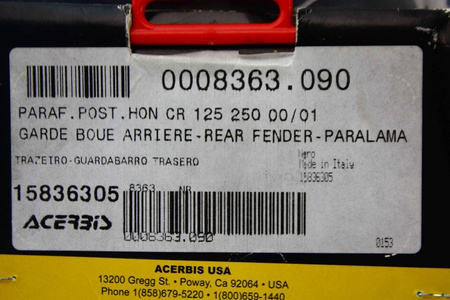 0008363.090
PARAF.POST.HON CR 125 250 00/01
GARDE BOUE ARRIERE-REAR FENDER-PARALAMA
TRAZEIRO-GUARDABARRO TRASERO
Nero
Made in Italy
15836305
15836305
8363 NR
ACERBIS
0008363.090
0153
ACERBIS USA
13200 Gregg St. • Poway, Ca 92064 • USA
Phone 1(858)679-5220 • 1(800)659-1440